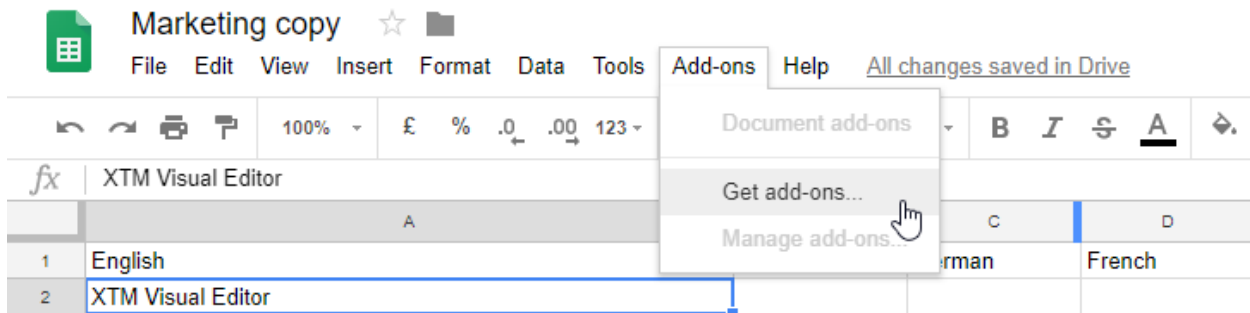 Marketing copy
File Edit View Insert Format Data Tools Add-ons Help All changes saved in Drive
100% £ % .0 .00 123 B I S A
Document add-ons
Get add-ons...
Manage add-ons...
fx XTM Visual Editor
A C D
1 English rman French
2 XTM Visual Editor